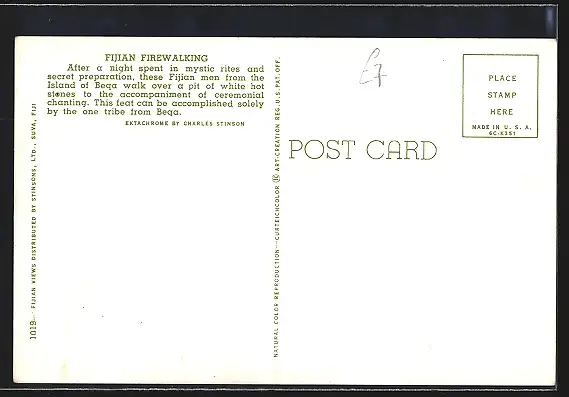 FIJIAN FIREWALKING
After a night spent in mystic rites and
secret preparation, these Fijian men from the
Island of Beqa walk over a pit of white hot
stones to the accompaniment of ceremonial
chanting. This feat can be accomplished solely
by the one tribe from Beqa.
EKTACHROME BY CHARLES STINSON
1019— FIJIAN VIEWS DISTRIBUTED BY STINSONS, LTD., SUVA, FIJI
NATURAL COLOR REPRODUCTION—CURTEICHCOLOR ART-CREATION REG. U.S. PAT. OFF.
POST CARD
£7
PLACE
STAMP
HERE
MADE IN U. S. A.
6C-K351